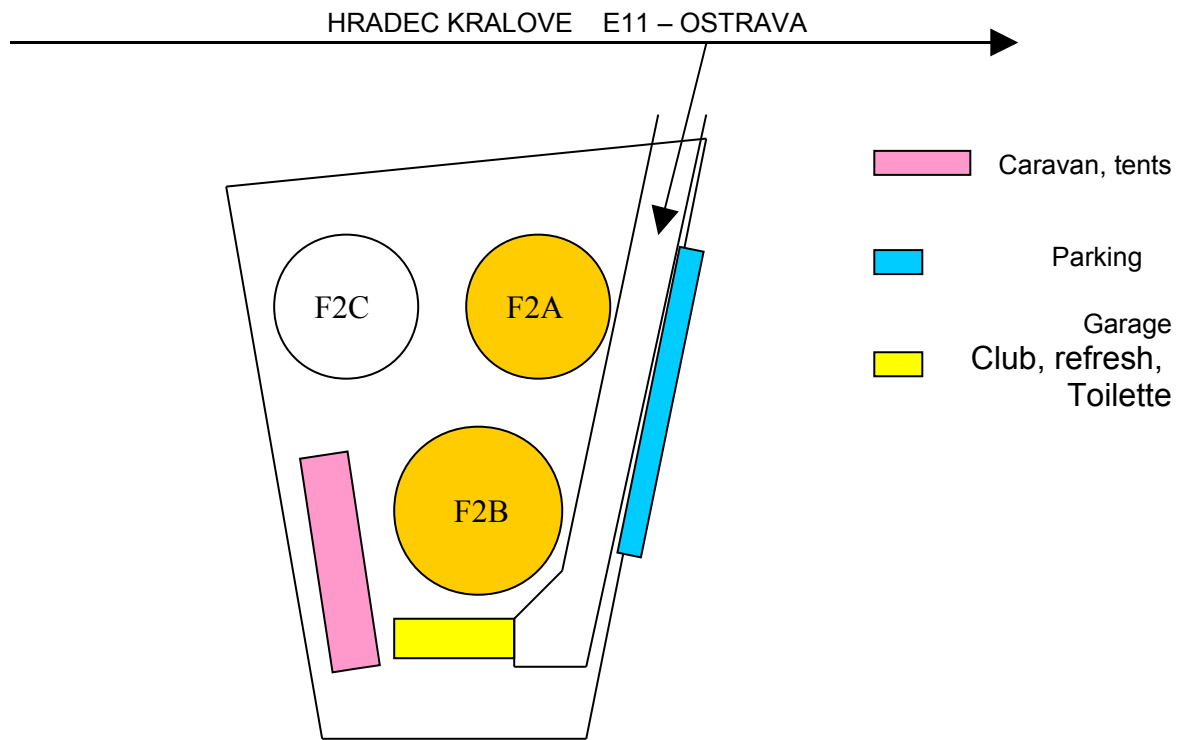 HRADEC KRALOVE E11 – OSTRAVA
Caravan, tents
Parking
Garage
Club, refresh,
Toilette
F2C
F2A
F2B